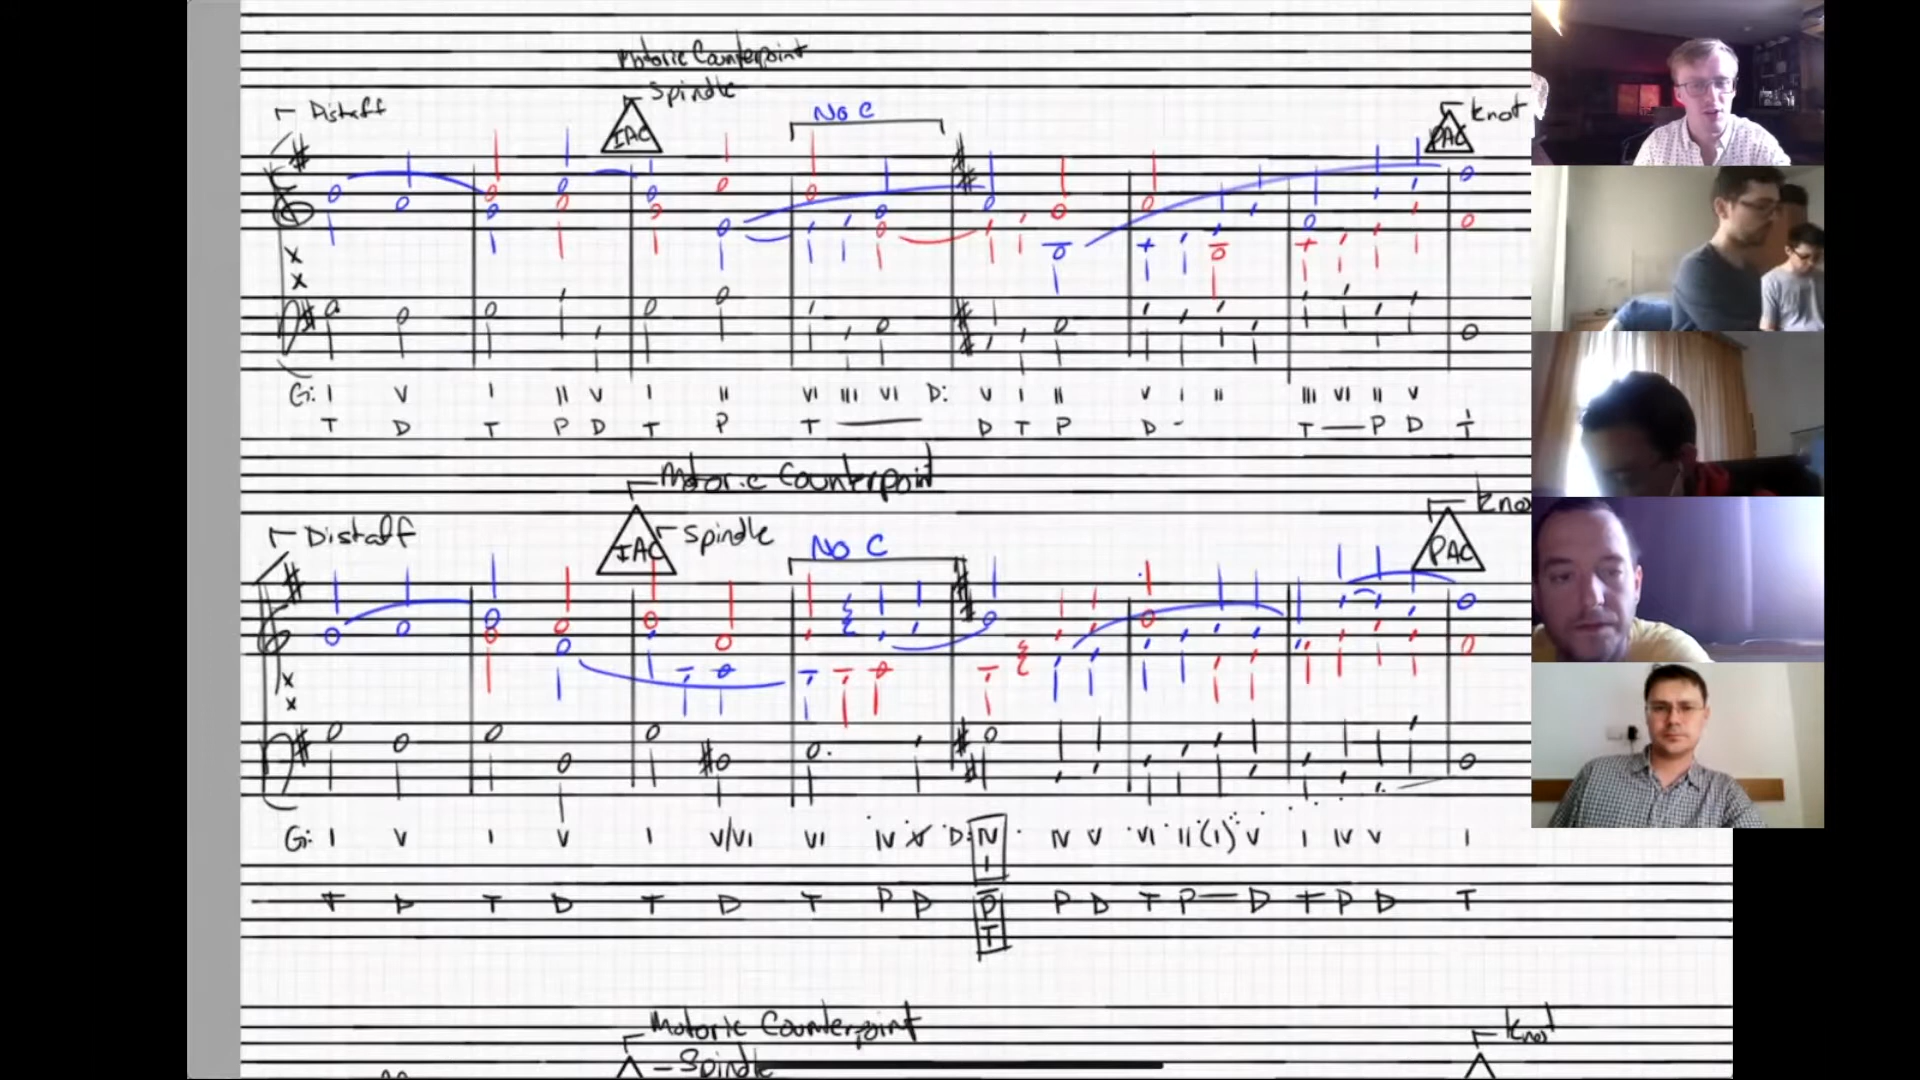 Motoric Counterpoint
Distaff
Spindle
IAC
No C
PAC
Knot
G: I V I II V I II VI III VI D: V I II V I II III VI II V I
T D T P D T P T D T P D - T P D T
Motoric Counterpoint
Distaff
IAC
Spindle
No C
PAC
Kno
G: I V I V I V/VI VI IV V D: IV IV V VI II (I) V I IV V I
I
T D T D T D T P D P P D T P D T P D T
T
Motoric Counterpoint
Spindle
Knot